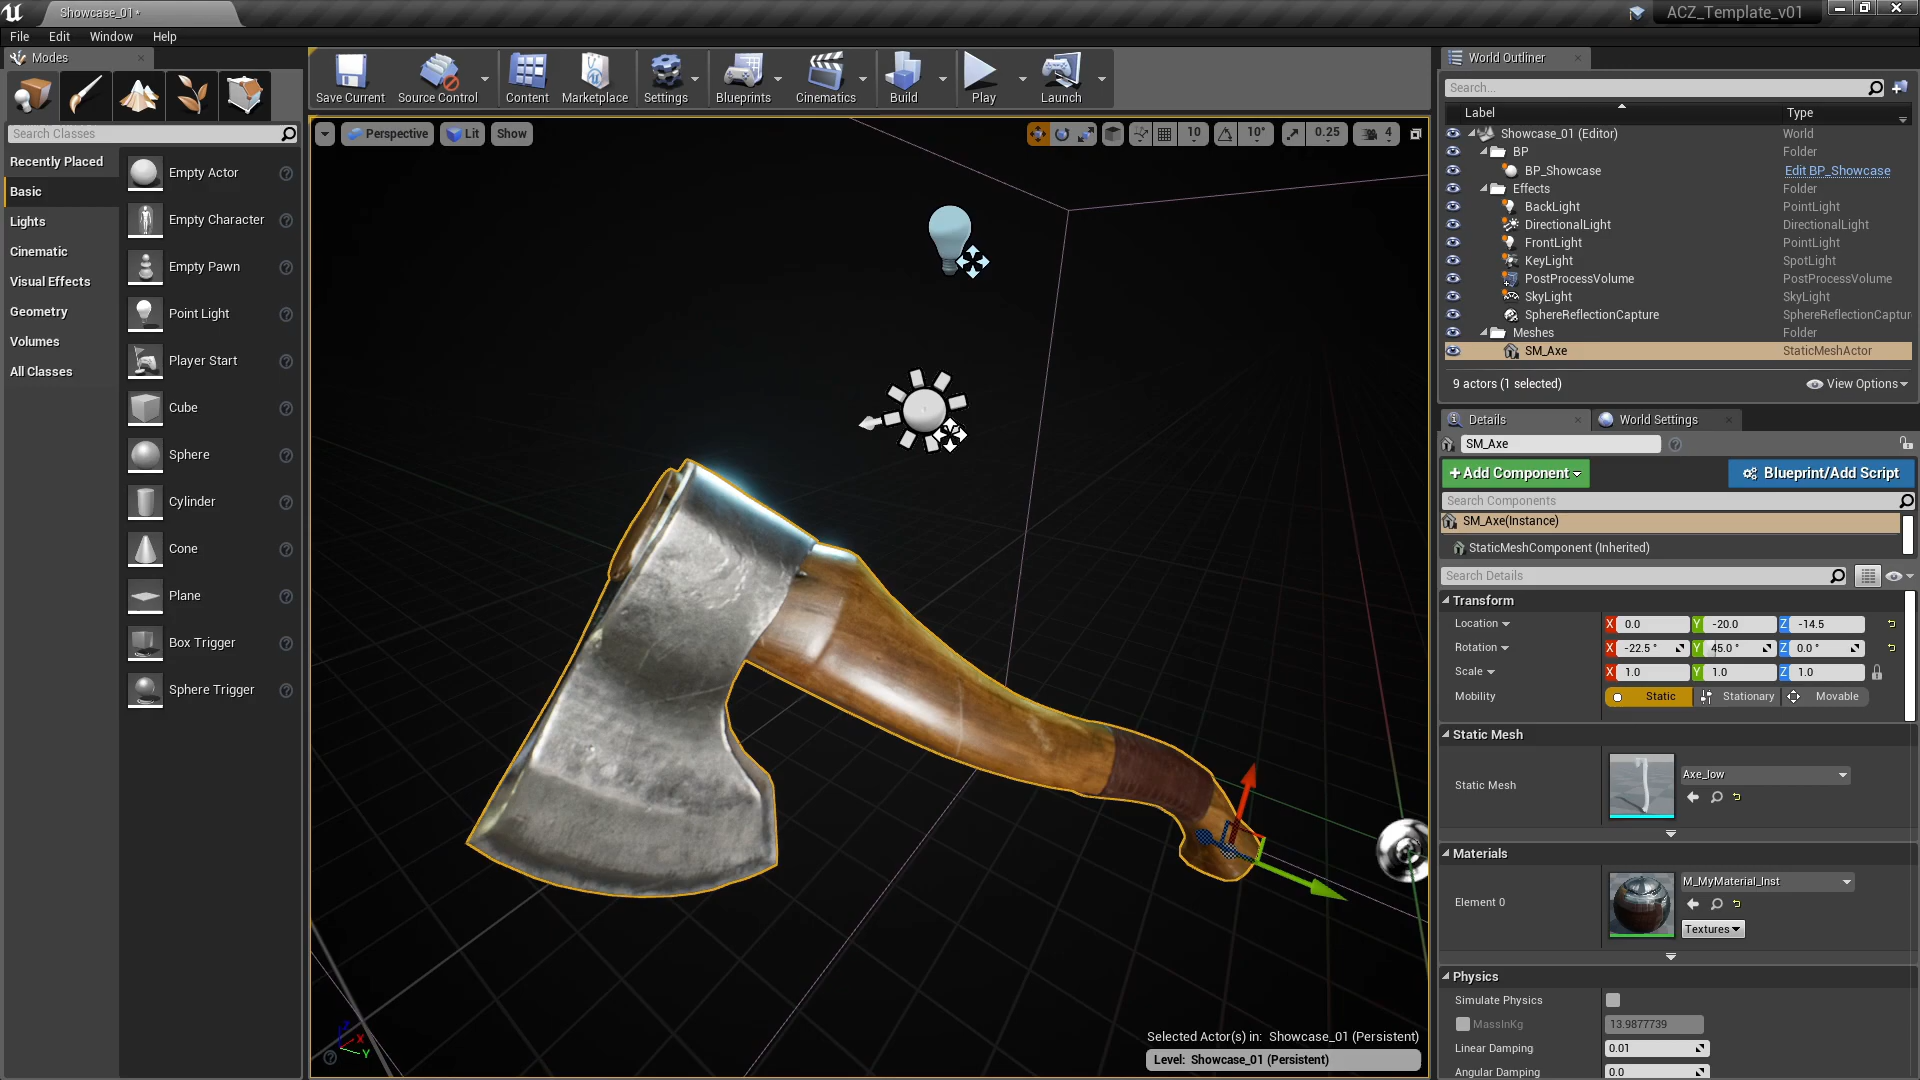 Showcase_01*
ACZ_Template_v01
File Edit Window Help
Modes
Search Classes
Recently Placed
Basic
Lights
Cinematic
Visual Effects
Geometry
Volumes
All Classes
Empty Actor
Empty Character
Empty Pawn
Point Light
Player Start
Cube
Sphere
Cylinder
Cone
Plane
Box Trigger
Sphere Trigger
Save Current Source Control Content Marketplace Settings Blueprints Cinematics Build Play Launch
Perspective Lit Show 10 10° 0.25 4
X
Y
Z
Selected Actor(s) in: Showcase_01 (Persistent)
Level: Showcase_01 (Persistent)
World Outliner
Search...
Label Type
Showcase_01 (Editor) World
BP Folder
BP_Showcase Edit BP_Showcase
Effects Folder
BackLight PointLight
DirectionalLight DirectionalLight
FrontLight PointLight
KeyLight SpotLight
PostProcessVolume PostProcessVolume
SkyLight SkyLight
SphereReflectionCapture SphereReflectionCaptur
Meshes Folder
SM_Axe StaticMeshActor
9 actors (1 selected) View Options
Details World Settings
SM_Axe
+Add Component Blueprint/Add Script
Search Components
SM_Axe(Instance)
StaticMeshComponent (Inherited)
Search Details
Transform
Location X 0.0 Y -20.0 Z -14.5
Rotation X -22.5 ° Y 45.0 ° Z 0.0 °
Scale X 1.0 Y 1.0 Z 1.0
Mobility Static Stationary Movable
Static Mesh
Static Mesh Axe_low
Materials
Element 0 M_MyMaterial_Inst
Textures
Physics
Simulate Physics
MassInKg 13.9877739
Linear Damping 0.01
Angular Damping 0.0